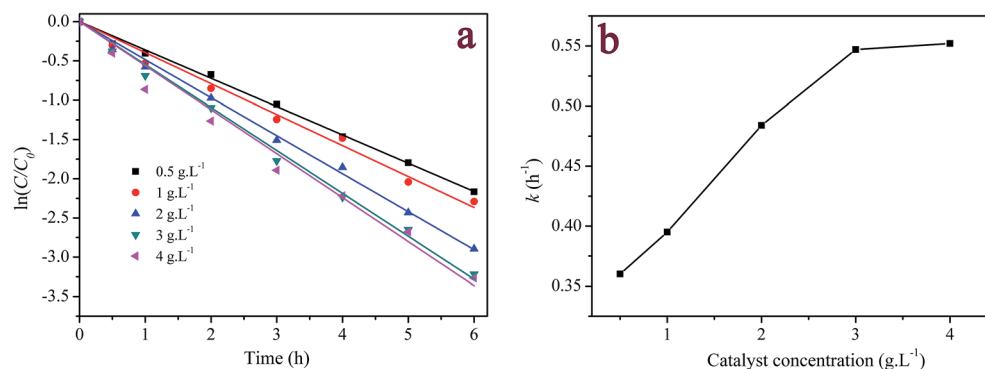 a
0.0
-0.5
-1.0
-1.5
-2.0
-2.5
-3.0
-3.5
ln(C/C₀)
0.5 g.L⁻¹
1 g.L⁻¹
2 g.L⁻¹
3 g.L⁻¹
4 g.L⁻¹
0 1 2 3 4 5 6
Time (h)
b
0.55
0.50
0.45
0.40
0.35
k (h⁻¹)
1 2 3 4
Catalyst concentration (g.L⁻¹)